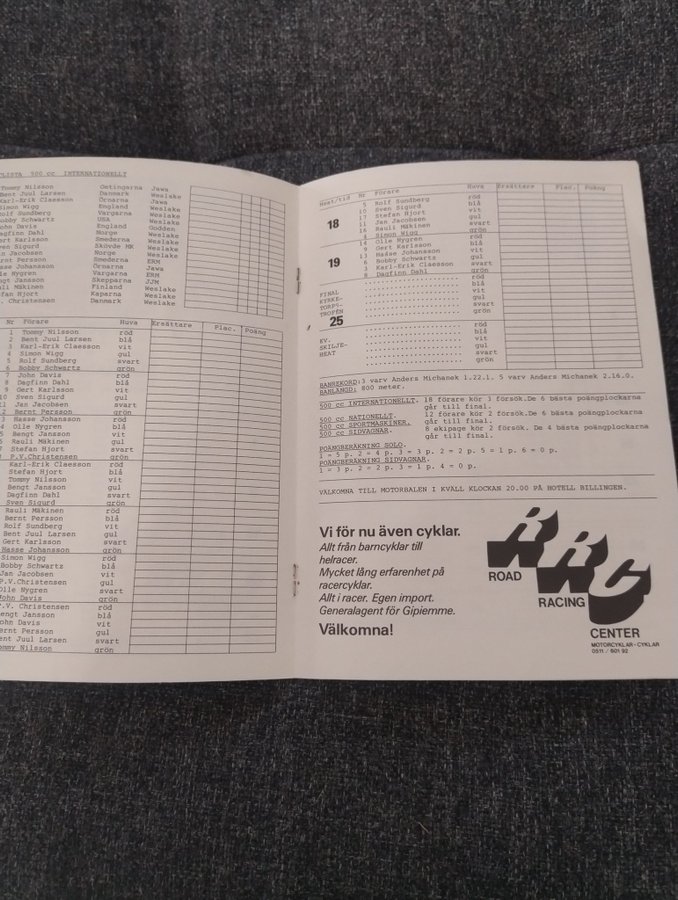 LISTA 500 cc INTERNATIONELLT
Tommy Nilsson Getingarna Jawa
Bent Juul Larsen Danmark Weslake
Karl-Erik Claesson Örnarna Jawa
Simon Wigg England Weslake
Rolf Sundberg Vargarna Weslake
Bobby Schwartz USA Weslake
John Davis England Godden
Dagfinn Dahl Norge Weslake
Gert Karlsson Smederna Weslake
Sven Sigurd Skövde MK Weslake
Jan Jacobsen Norge Weslake
Bernt Persson Smederna ERM
Hasse Johansson Örnarna Jawa
Olle Nygren Vargarna ERM
Bengt Jansson Skepparna JJM
Rauli Mäkinen Finland Weslake
Stefan Hjort Kaparna Weslake
P.V. Christensen Danmark Weslake
Nr Förare Huva Ersättare Plac. Poäng
1 Tommy Nilsson röd
2 Bent Juul Larsen blå
3 Karl-Erik Claesson vit
4 Simon Wigg gul
5 Rolf Sundberg svart
6 Bobby Schwartz grön
7 John Davis röd
8 Dagfinn Dahl blå
9 Gert Karlsson vit
10 Sven Sigurd gul
11 Jan Jacobsen svart
Bernt Persson grön
Hasse Johansson röd
Olle Nygren blå
Bengt Jansson vit
Rauli Mäkinen gul
Stefan Hjort svart
P.V.Christensen grön
Karl-Erik Claesson röd
Stefan Hjort blå
Tommy Nilsson vit
Bengt Jansson gul
Dagfinn Dahl svart
Sven Sigurd grön
Rauli Mäkinen röd
Bernt Persson blå
Rolf Sundberg vit
Bent Juul Larsen gul
Gert Karlsson svart
Hasse Johansson grön
Simon Wigg röd
Bobby Schwartz blå
Jan Jacobsen vit
P.V.Christensen gul
Olle Nygren svart
John Davis grön
P.V. Christensen röd
Bengt Jansson blå
John Davis vit
Bernt Persson gul
Bent Juul Larsen svart
Tommy Nilsson grön
Heat/tid Nr Förare Huva Ersättare Plac. Poäng
5 Rolf Sundberg röd
10 Sven Sigurd blå
17 Stefan Hjort vit
18 11 Jan Jacobsen gul
16 Rauli Mäkinen svart
4 Simon Wigg grön
14 Olle Nygren röd
9 Gert Karlsson blå
13 Hasse Johansson vit
19 6 Bobby Schwartz gul
3 Karl-Erik Claesson svart
8 Dagfinn Dahl grön
röd
FINAL blå
KYRKE- vit
TORPS- gul
TROFÉN svart
25 grön
röd
KV. blå
SKILJE- vit
HEAT gul
svart
grön
BANREKORD: 3 varv Anders Michanek 1.22.1. 5 varv Anders Michanek 2.16.0.
BANLÄNGD: 800 meter.
500 cc INTERNATIONELLT. 18 förare kör 3 försök. De 6 bästa poängplockarna
går till final.
500 cc NATIONELLT. 12 förare kör 2 försök. De 6 bästa poängplockarna
500 cc SPORTMASKINER. går till final.
500 cc SIDVAGNAR. 8 ekipage kör 2 försök. De 4 bästa poängplockarna
går till final.
POÄNGBERÄKNING SOLO.
1 = 5 p. 2 = 4 p. 3 = 3 p. 4 = 2 p. 5 = 1 p. 6 = 0 p.
POÄNGBERÄKNING SIDVAGNAR.
1 = 3 p. 2 = 2 p. 3 = 1 p. 4 = 0 p.
VÄLKOMNA TILL MOTORBALEN I KVÄLL KLOCKAN 20.00 PÅ HOTELL BILLINGEN.
Vi för nu även cyklar.
Allt från barncyklar till
helracer.
Mycket lång erfarenhet på
racercyklar.
Allt i racer. Egen import.
Generalagent för Gipiemme.
Välkomna!
RRC
ROAD
RACING
CENTER
MOTORCYKLAR-CYKLAR
0511 / 601 92